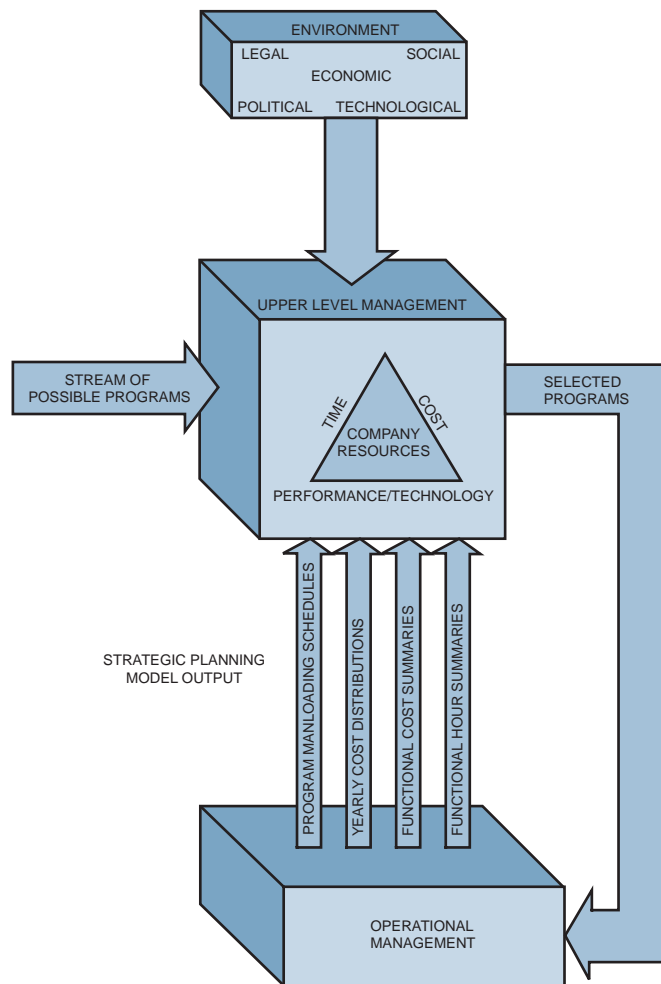 ENVIRONMENT
LEGAL SOCIAL
ECONOMIC
POLITICAL TECHNOLOGICAL
UPPER LEVEL MANAGEMENT
STREAM OF
POSSIBLE PROGRAMS
TIME
COST
COMPANY
RESOURCES
PERFORMANCE/TECHNOLOGY
SELECTED
PROGRAMS
STRATEGIC PLANNING
MODEL OUTPUT
PROGRAM MANLOADING SCHEDULES
YEARLY COST DISTRIBUTIONS
FUNCTIONAL COST SUMMARIES
FUNCTIONAL HOUR SUMMARIES
OPERATIONAL
MANAGEMENT